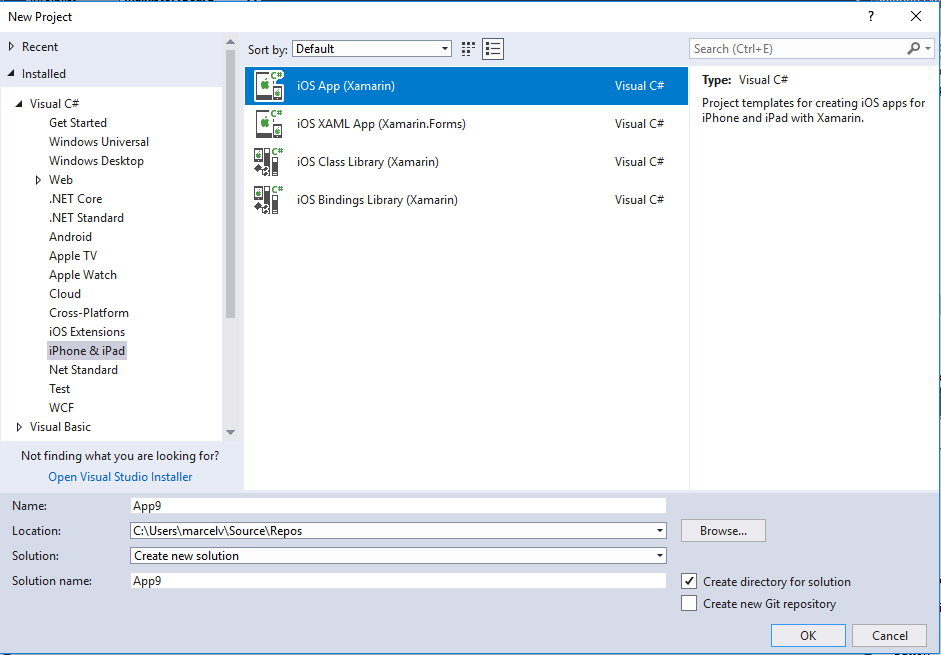 New Project
?
Recent
Installed
Visual C#
Get Started
Windows Universal
Windows Desktop
Web
.NET Core
.NET Standard
Android
Apple TV
Apple Watch
Cloud
Cross-Platform
iOS Extensions
iPhone & iPad
Net Standard
Test
WCF
Visual Basic
Not finding what you are looking for?
Open Visual Studio Installer
Sort by: Default
C# iOS App (Xamarin) Visual C#
C# iOS XAML App (Xamarin.Forms) Visual C#
C# iOS Class Library (Xamarin) Visual C#
C# iOS Bindings Library (Xamarin) Visual C#
Search (Ctrl+E)
Type: Visual C#
Project templates for creating iOS apps for
iPhone and iPad with Xamarin.
Name: App9
Location: C:\Users\marcelv\Source\Repos Browse...
Solution: Create new solution
Solution name: App9
Create directory for solution
Create new Git repository
OK Cancel